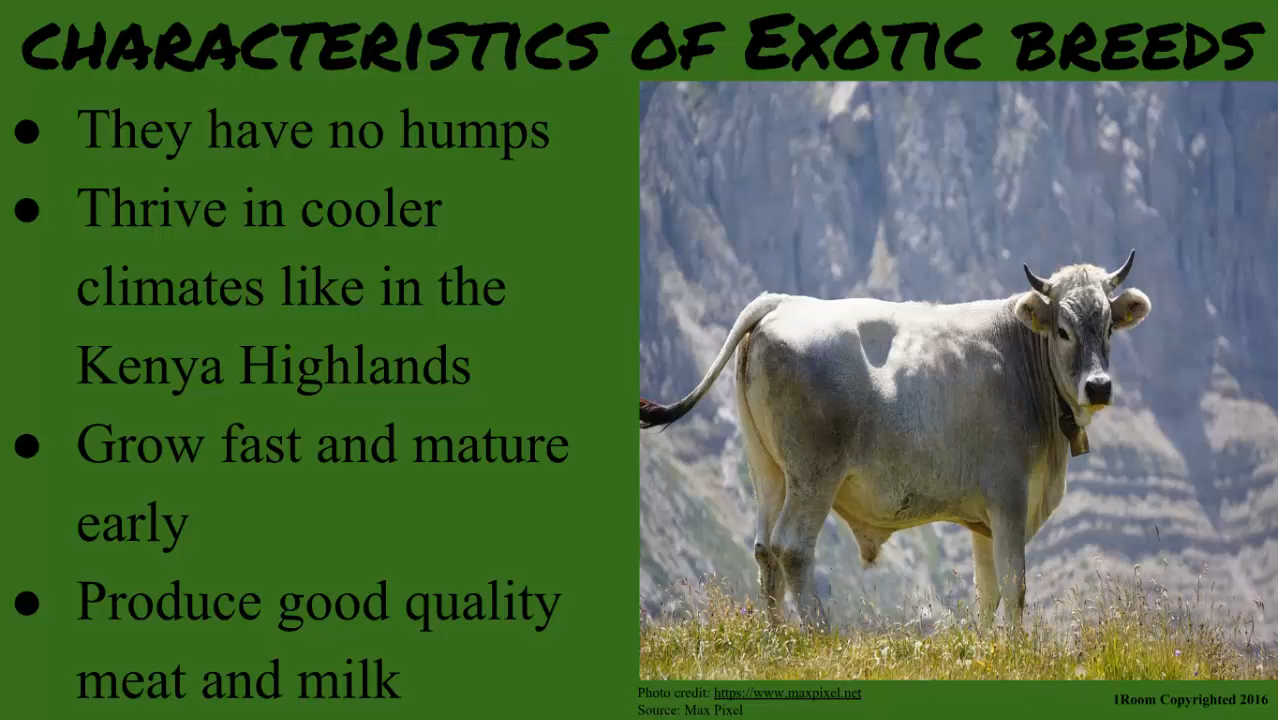 CHARACTERISTICS OF EXOTIC BREEDS
● They have no humps
● Thrive in cooler
climates like in the
Kenya Highlands
● Grow fast and mature
early
● Produce good quality
meat and milk
Photo credit: https://www.maxpixel.net
Source: Max Pixel
1Room Copyrighted 2016